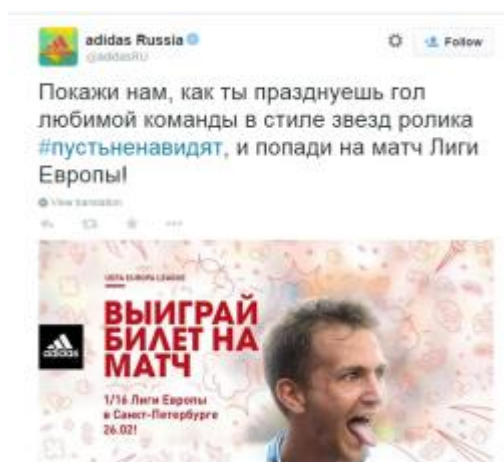 adidas Russia
@adidasRU
Follow
Покажи нам, как ты празднуешь гол
любимой команды в стиле звезд ролика
#пустьненавидят, и попади на матч Лиги
Европы!
View translation
UEFA EUROPA LEAGUE
ВЫИГРАЙ
БИЛЕТ НА
МАТЧ
adidas
1/16 Лиги Европы
в Санкт-Петербурге
26.02!